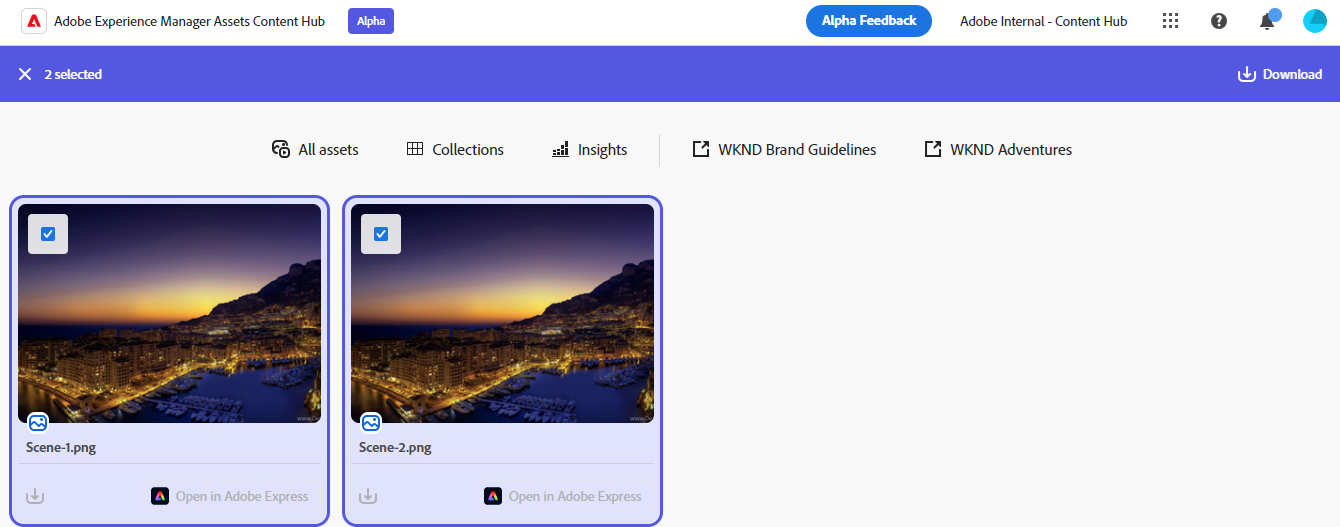 Adobe Experience Manager Assets Content Hub
Alpha
Alpha Feedback
Adobe Internal - Content Hub
2 selected
Download
All assets
Collections
Insights
WKND Brand Guidelines
WKND Adventures
Scene-1.png
Scene-2.png
Open in Adobe Express
Open in Adobe Express